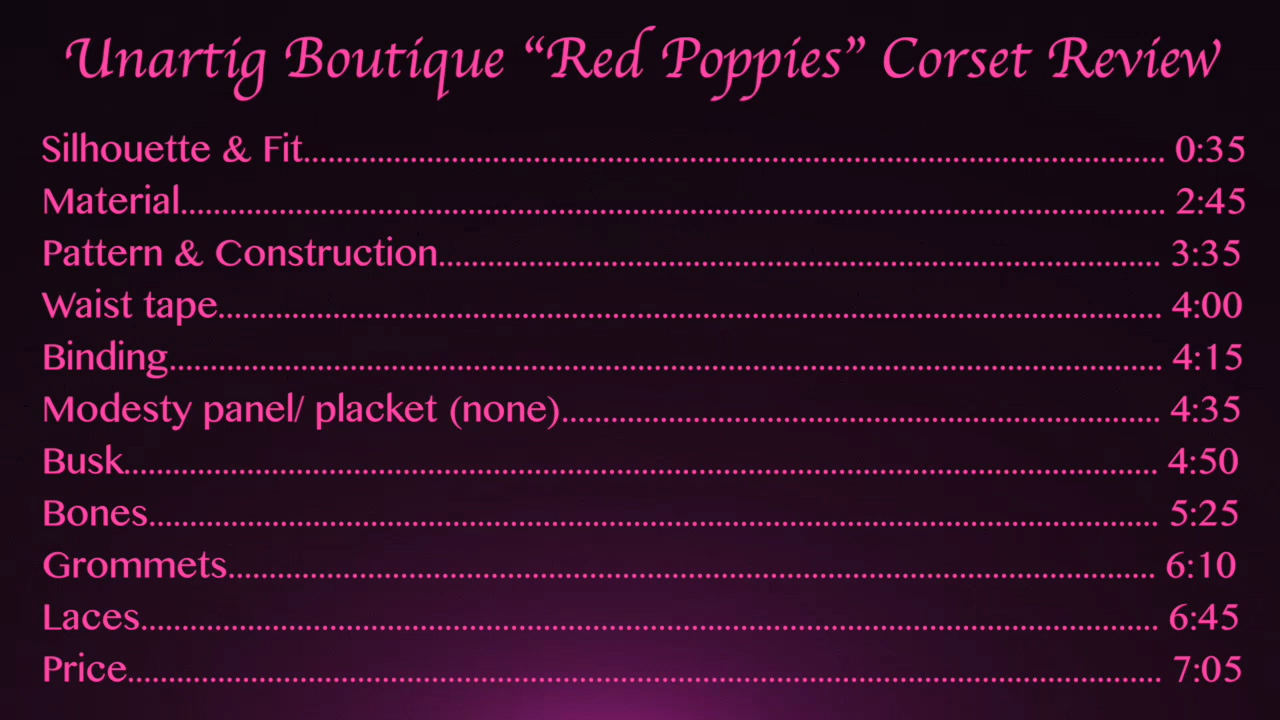 Unartig Boutique “Red Poppies” Corset Review
Silhouette & Fit........................................................................................................ 0:35
Material....................................................................................................................... 2:45
Pattern & Construction....................................................................................... 3:35
Waist tape.................................................................................................................. 4:00
Binding........................................................................................................................ 4:15
Modesty panel/ placket (none)........................................................................ 4:35
Busk............................................................................................................................. 4:50
Bones.......................................................................................................................... 5:25
Grommets................................................................................................................ 6:10
Laces........................................................................................................................... 6:45
Price............................................................................................................................. 7:05